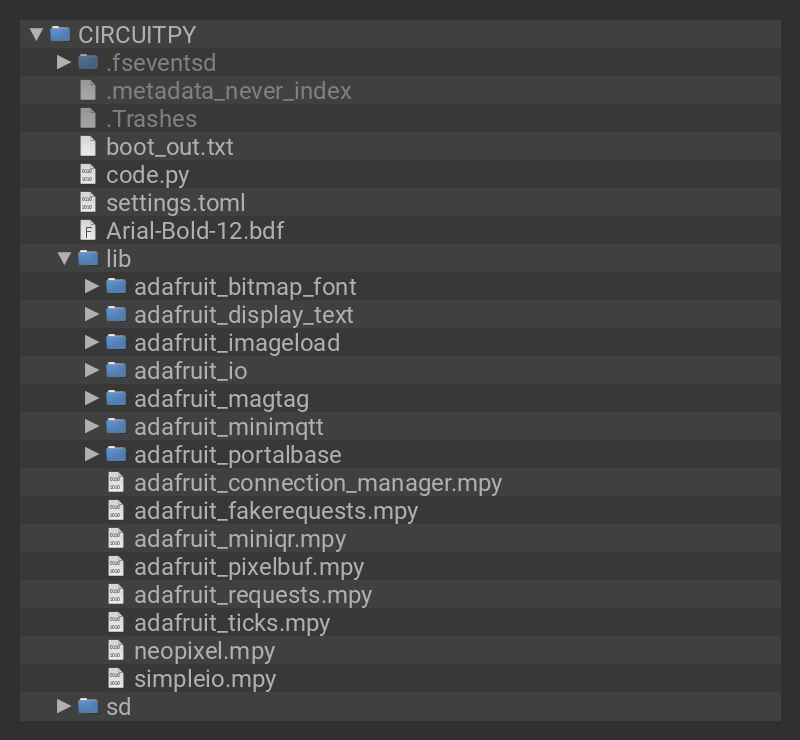 CIRCUITPY
.fseventsd
.metadata_never_index
.Trashes
boot_out.txt
code.py
settings.toml
Arial-Bold-12.bdf
lib
adafruit_bitmap_font
adafruit_display_text
adafruit_imageload
adafruit_io
adafruit_magtag
adafruit_minimqtt
adafruit_portalbase
adafruit_connection_manager.mpy
adafruit_fakerequests.mpy
adafruit_miniqr.mpy
adafruit_pixelbuf.mpy
adafruit_requests.mpy
adafruit_ticks.mpy
neopixel.mpy
simpleio.mpy
sd